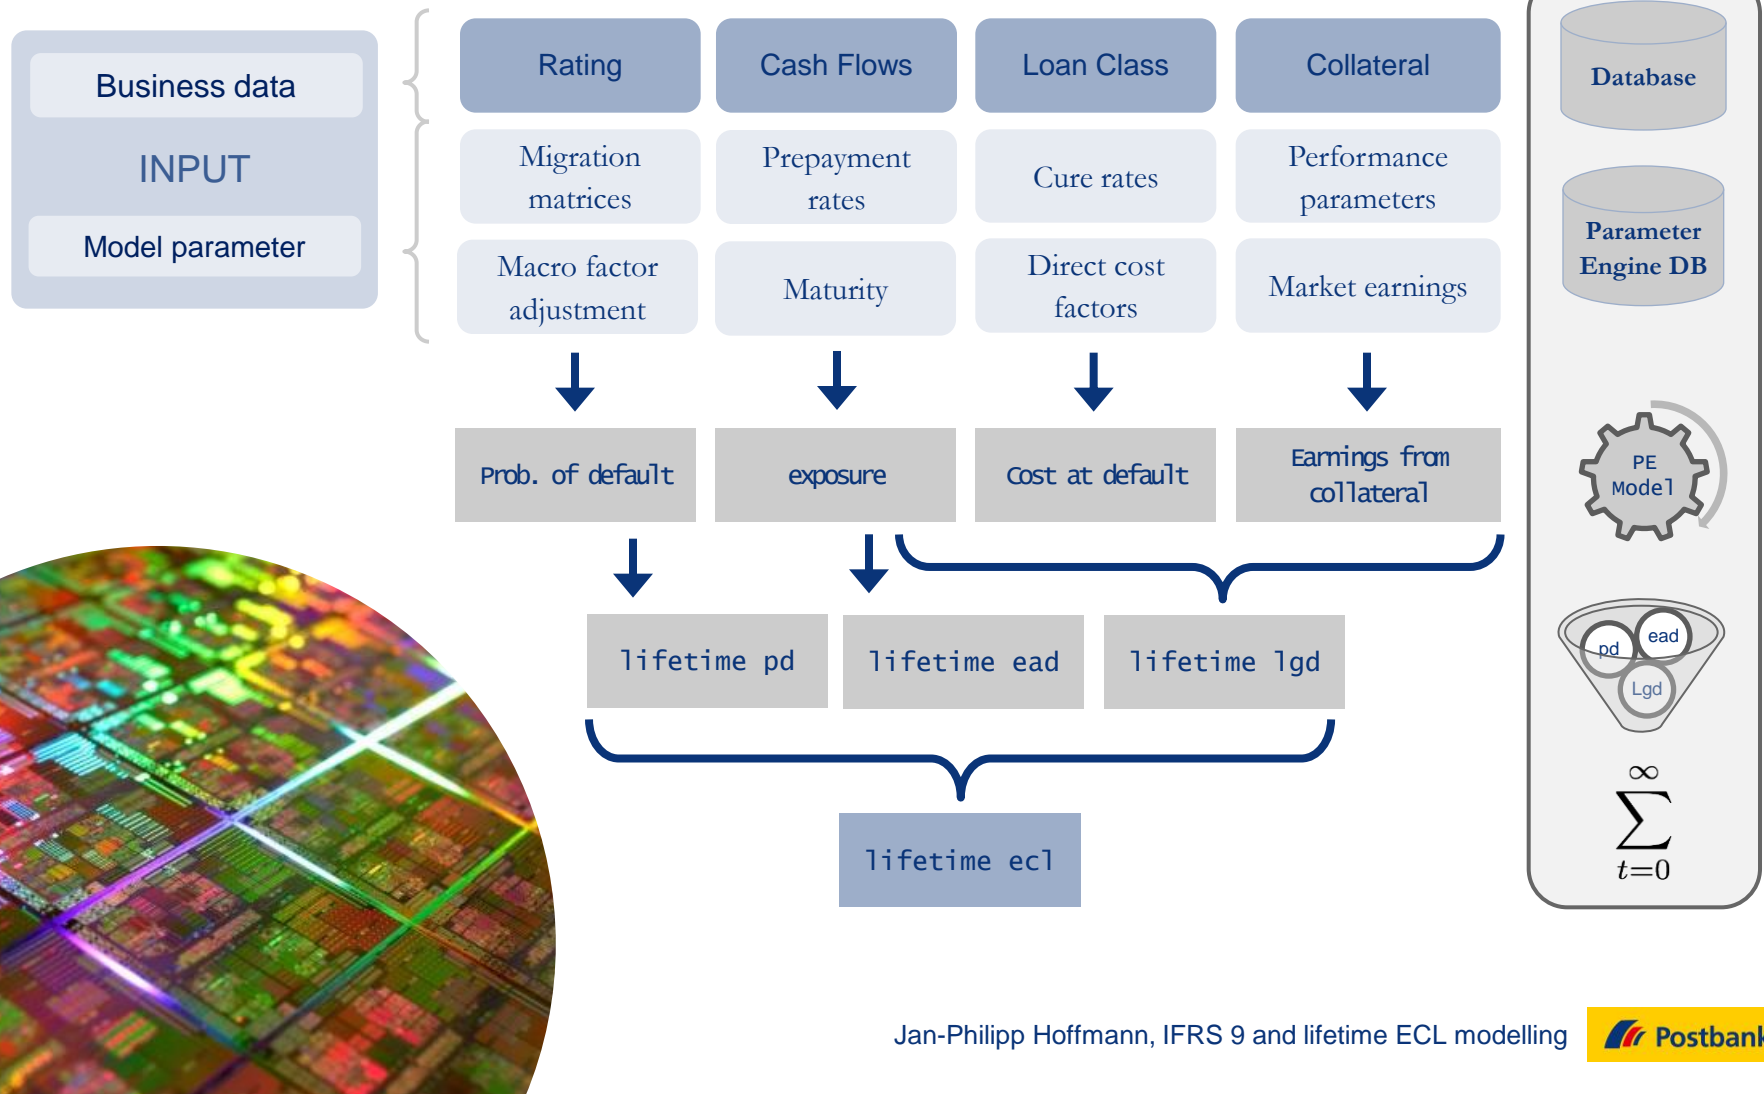 Business data
INPUT
Model parameter
Rating
Cash Flows
Loan Class
Collateral
Migration
matrices
Prepayment
rates
Cure rates
Performance
parameters
Macro factor
adjustment
Maturity
Direct cost
factors
Market earnings
Prob. of default
exposure
Cost at default
Earnings from
collateral
lifetime pd
lifetime ead
lifetime lgd
lifetime ecl
Database
Parameter
Engine DB
PE
Model
pd
ead
Lgd
∞
∑
t=0
Jan-Philipp Hoffmann, IFRS 9 and lifetime ECL modelling
Postbank